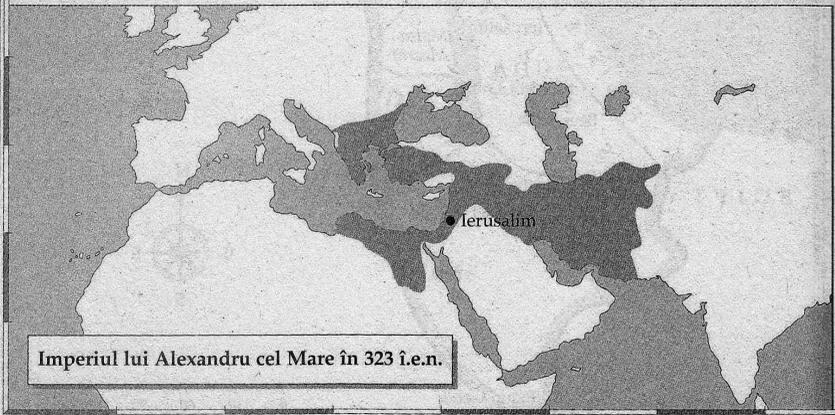 Ierusalim
Imperiul lui Alexandru cel Mare în 323 î.e.n.